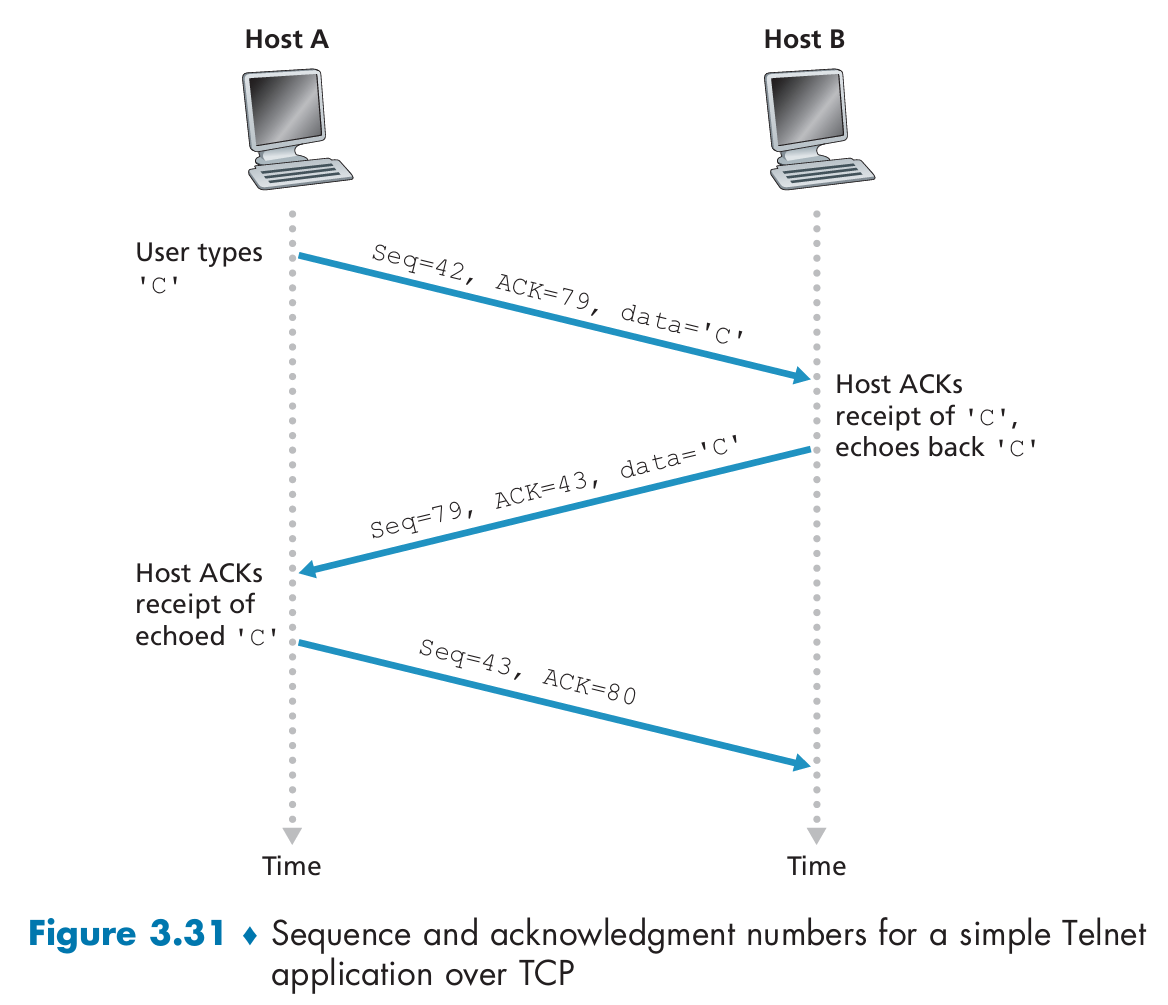 Host A
Host B
User types
'C'
Seq=42, ACK=79, data='C'
Host ACKs
receipt of 'C',
echoes back 'C'
Seq=79, ACK=43, data='C'
Host ACKs
receipt of
echoed 'C'
Seq=43, ACK=80
Time
Time
Figure 3.31 ♦ Sequence and acknowledgment numbers for a simple Telnet
application over TCP